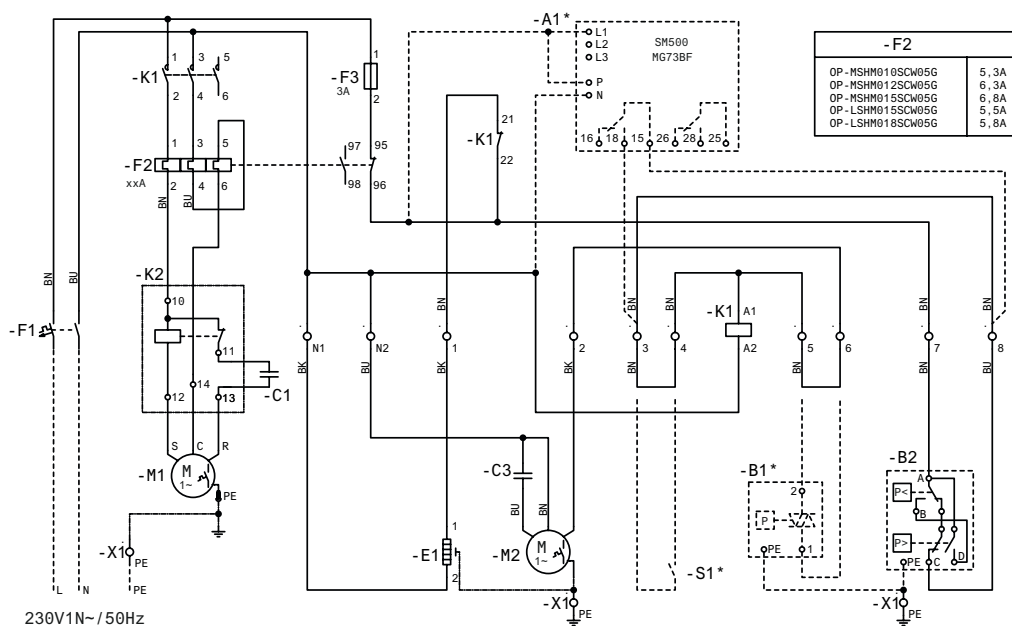 -A1*
L1
L2
L3
P
N
SM500
MG73BF
16 18 15 26 28 25
-F2
OP-MSHM010SCW05G 5,3A
OP-MSHM012SCW05G 6,3A
OP-MSHM015SCW05G 6,8A
OP-LSHM015SCW05G 5,5A
OP-LSHM018SCW05G 5,8A
-K1
1 3 5
2 4 6
-F3
3A
1
2
-K1
21
22
-F2
xxA
1 3 5
2 4 6
97 95
98 96
BN BU
BN BU
-K2
10
11
12 14 13
-C1
-F1
N1 N2 1 2 3 4 5 6 7 8
BN BN BN BN BN BN BN
BK BU BK BK BN BN BN BN BU
-K1
A1
A2
S C R
-M1
M
1~
PE
-X1
PE
L N PE
230V1N~/50Hz
-E1
1
2
-C3
BU BN
-M2
M
1~
-X1
PE
-S1*
-B1*
2
P
PE 1
-B2
A
P<
B
P>
PE C D
-X1
PE